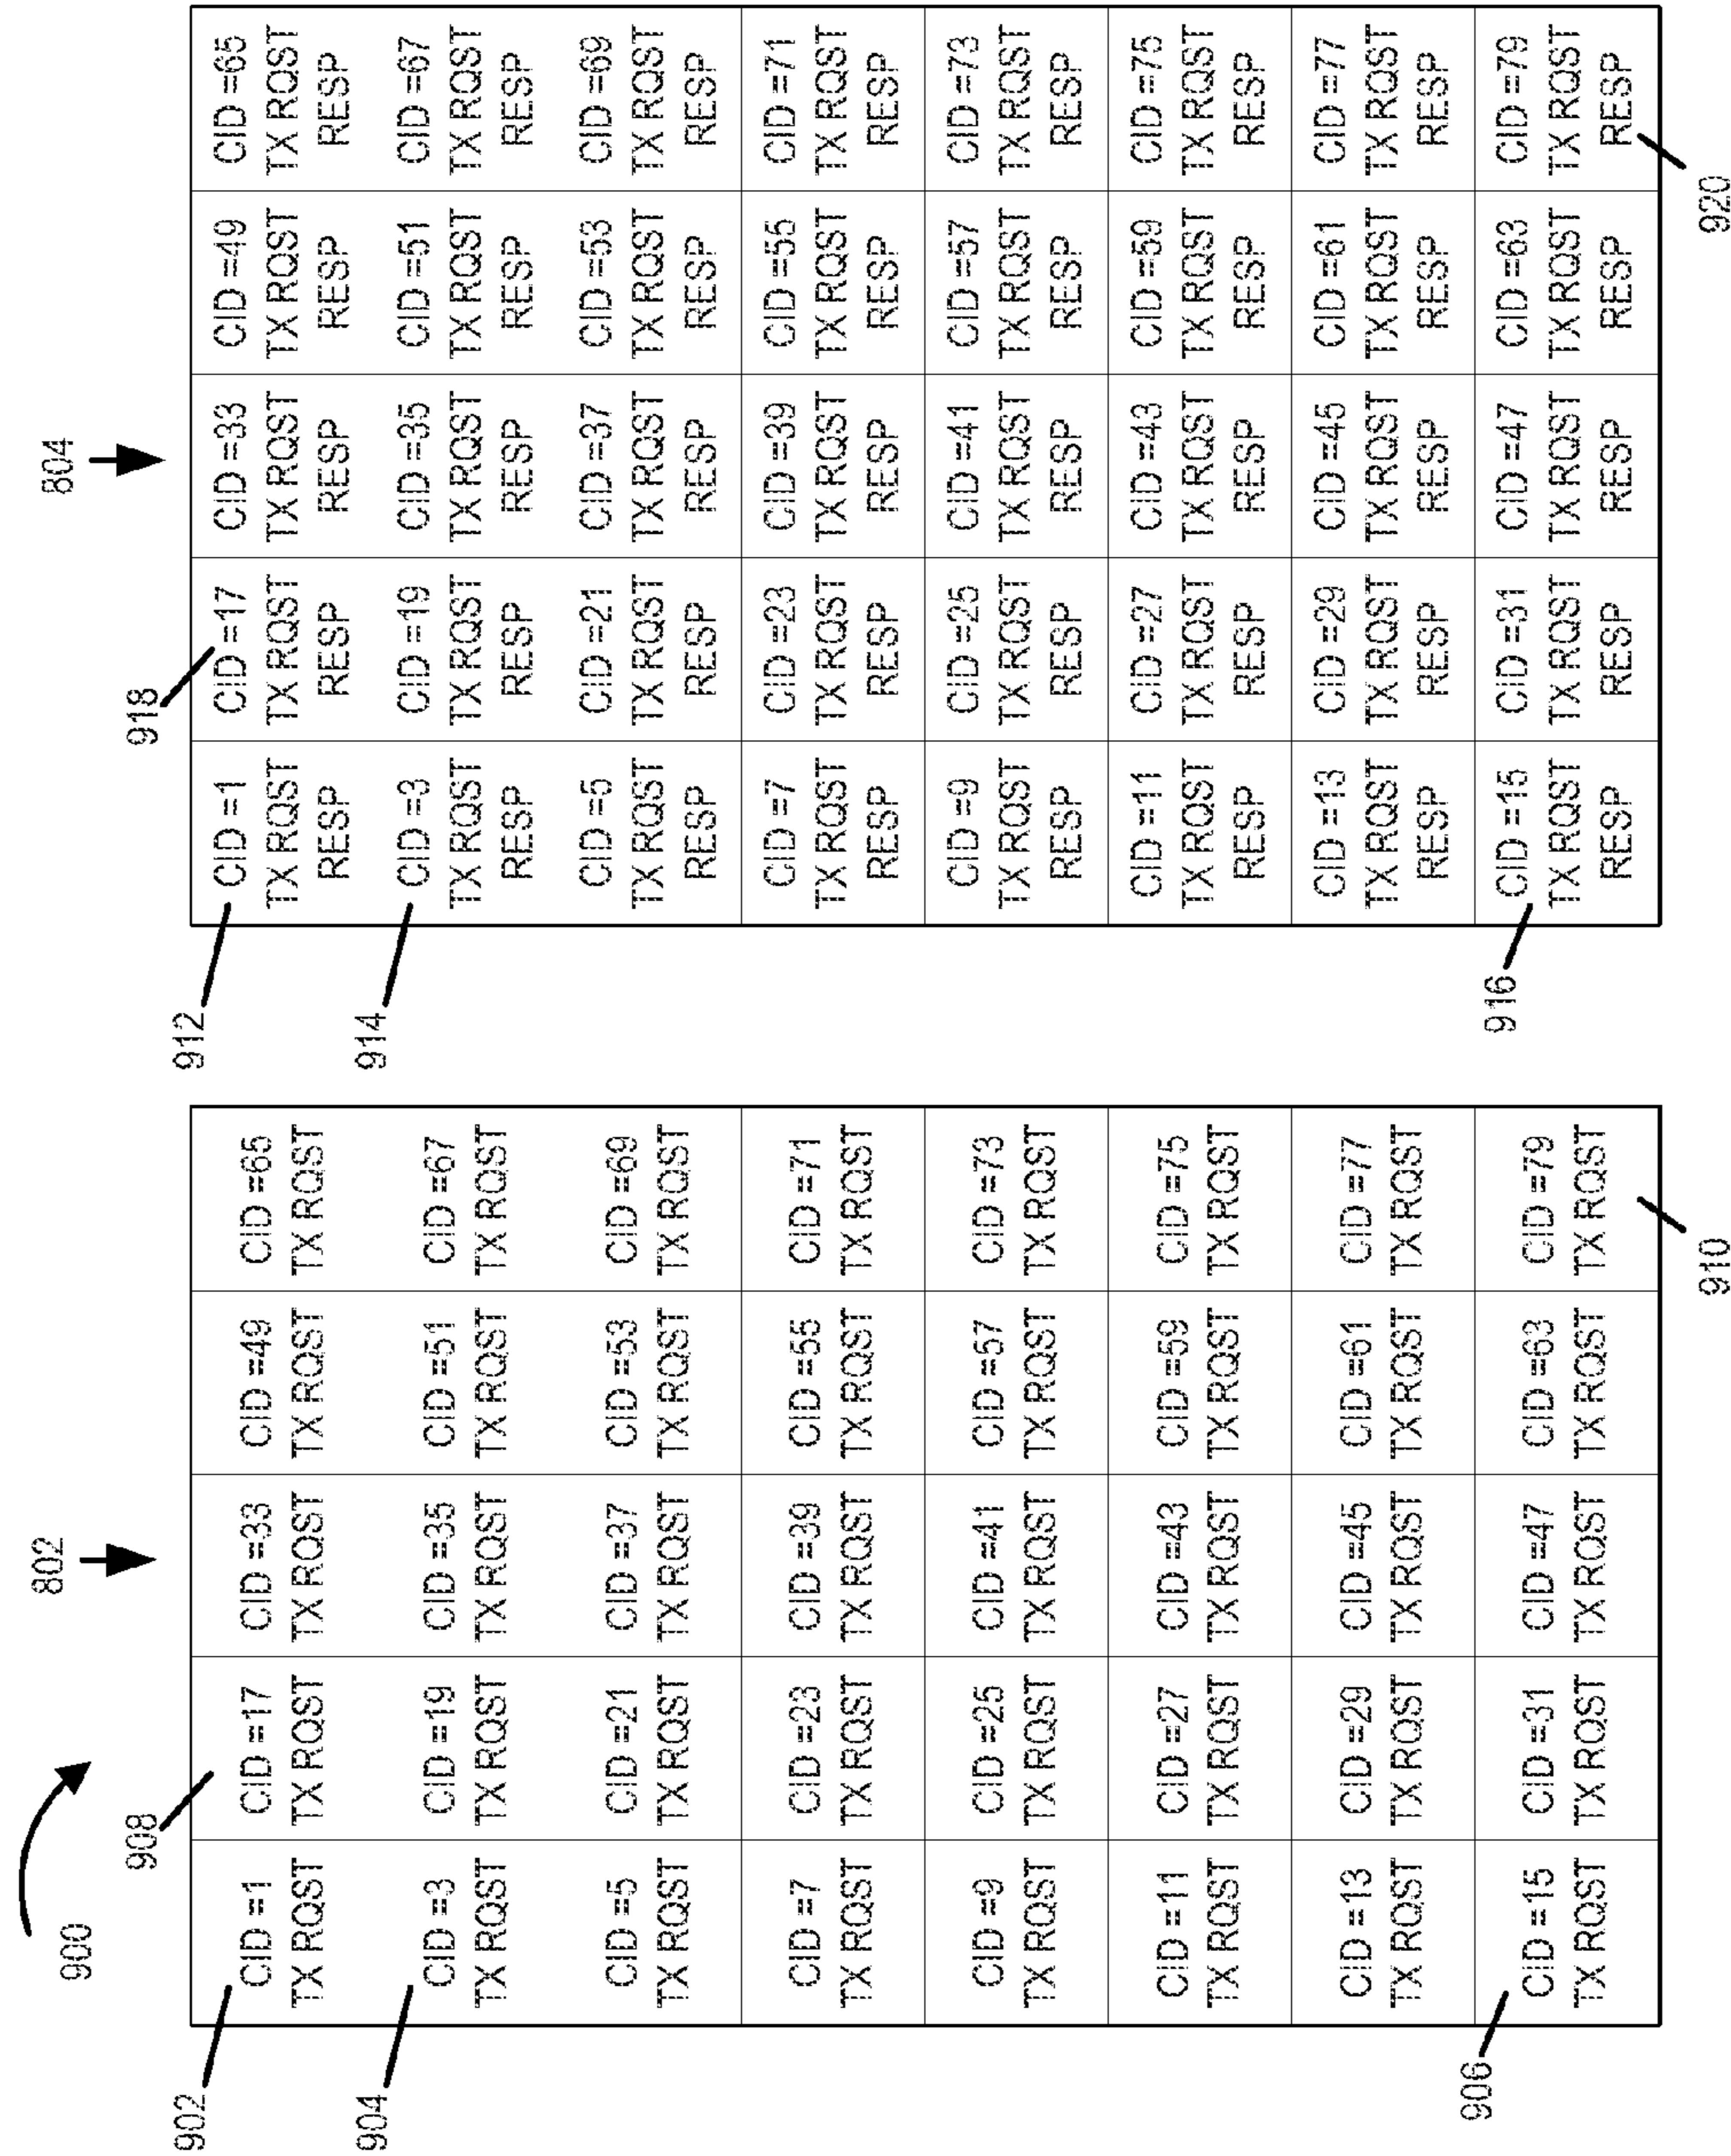 900
802
908
902
CID =1
TX RQST
CID =17
TX RQST
CID =33
TX RQST
CID =49
TX RQST
CID =65
TX RQST
904
CID =3
TX RQST
CID =19
TX RQST
CID =35
TX RQST
CID =51
TX RQST
CID =67
TX RQST
CID =5
TX RQST
CID =21
TX RQST
CID =37
TX RQST
CID =53
TX RQST
CID =69
TX RQST
CID =7
TX RQST
CID =23
TX RQST
CID =39
TX RQST
CID =55
TX RQST
CID =71
TX RQST
CID =9
TX RQST
CID =25
TX RQST
CID =41
TX RQST
CID =57
TX RQST
CID =73
TX RQST
CID =11
TX RQST
CID =27
TX RQST
CID =43
TX RQST
CID =59
TX RQST
CID =75
TX RQST
CID =13
TX RQST
CID =29
TX RQST
CID =45
TX RQST
CID =61
TX RQST
CID =77
TX RQST
906
CID =15
TX RQST
CID =31
TX RQST
CID =47
TX RQST
CID =63
TX RQST
CID =79
TX RQST
910
804
918
912
CID =1
TX RQST
RESP
CID =17
TX RQST
RESP
CID =33
TX RQST
RESP
CID =49
TX RQST
RESP
CID =65
TX RQST
RESP
914
CID =3
TX RQST
RESP
CID =19
TX RQST
RESP
CID =35
TX RQST
RESP
CID =51
TX RQST
RESP
CID =67
TX RQST
RESP
CID =5
TX RQST
RESP
CID =21
TX RQST
RESP
CID =37
TX RQST
RESP
CID =53
TX RQST
RESP
CID =69
TX RQST
RESP
CID =7
TX RQST
RESP
CID =23
TX RQST
RESP
CID =39
TX RQST
RESP
CID =55
TX RQST
RESP
CID =71
TX RQST
RESP
CID =9
TX RQST
RESP
CID =25
TX RQST
RESP
CID =41
TX RQST
RESP
CID =57
TX RQST
RESP
CID =73
TX RQST
RESP
CID =11
TX RQST
RESP
CID =27
TX RQST
RESP
CID =43
TX RQST
RESP
CID =59
TX RQST
RESP
CID =75
TX RQST
RESP
CID =13
TX RQST
RESP
CID =29
TX RQST
RESP
CID =45
TX RQST
RESP
CID =61
TX RQST
RESP
CID =77
TX RQST
RESP
916
CID =15
TX RQST
RESP
CID =31
TX RQST
RESP
CID =47
TX RQST
RESP
CID =63
TX RQST
RESP
CID =79
TX RQST
RESP
920